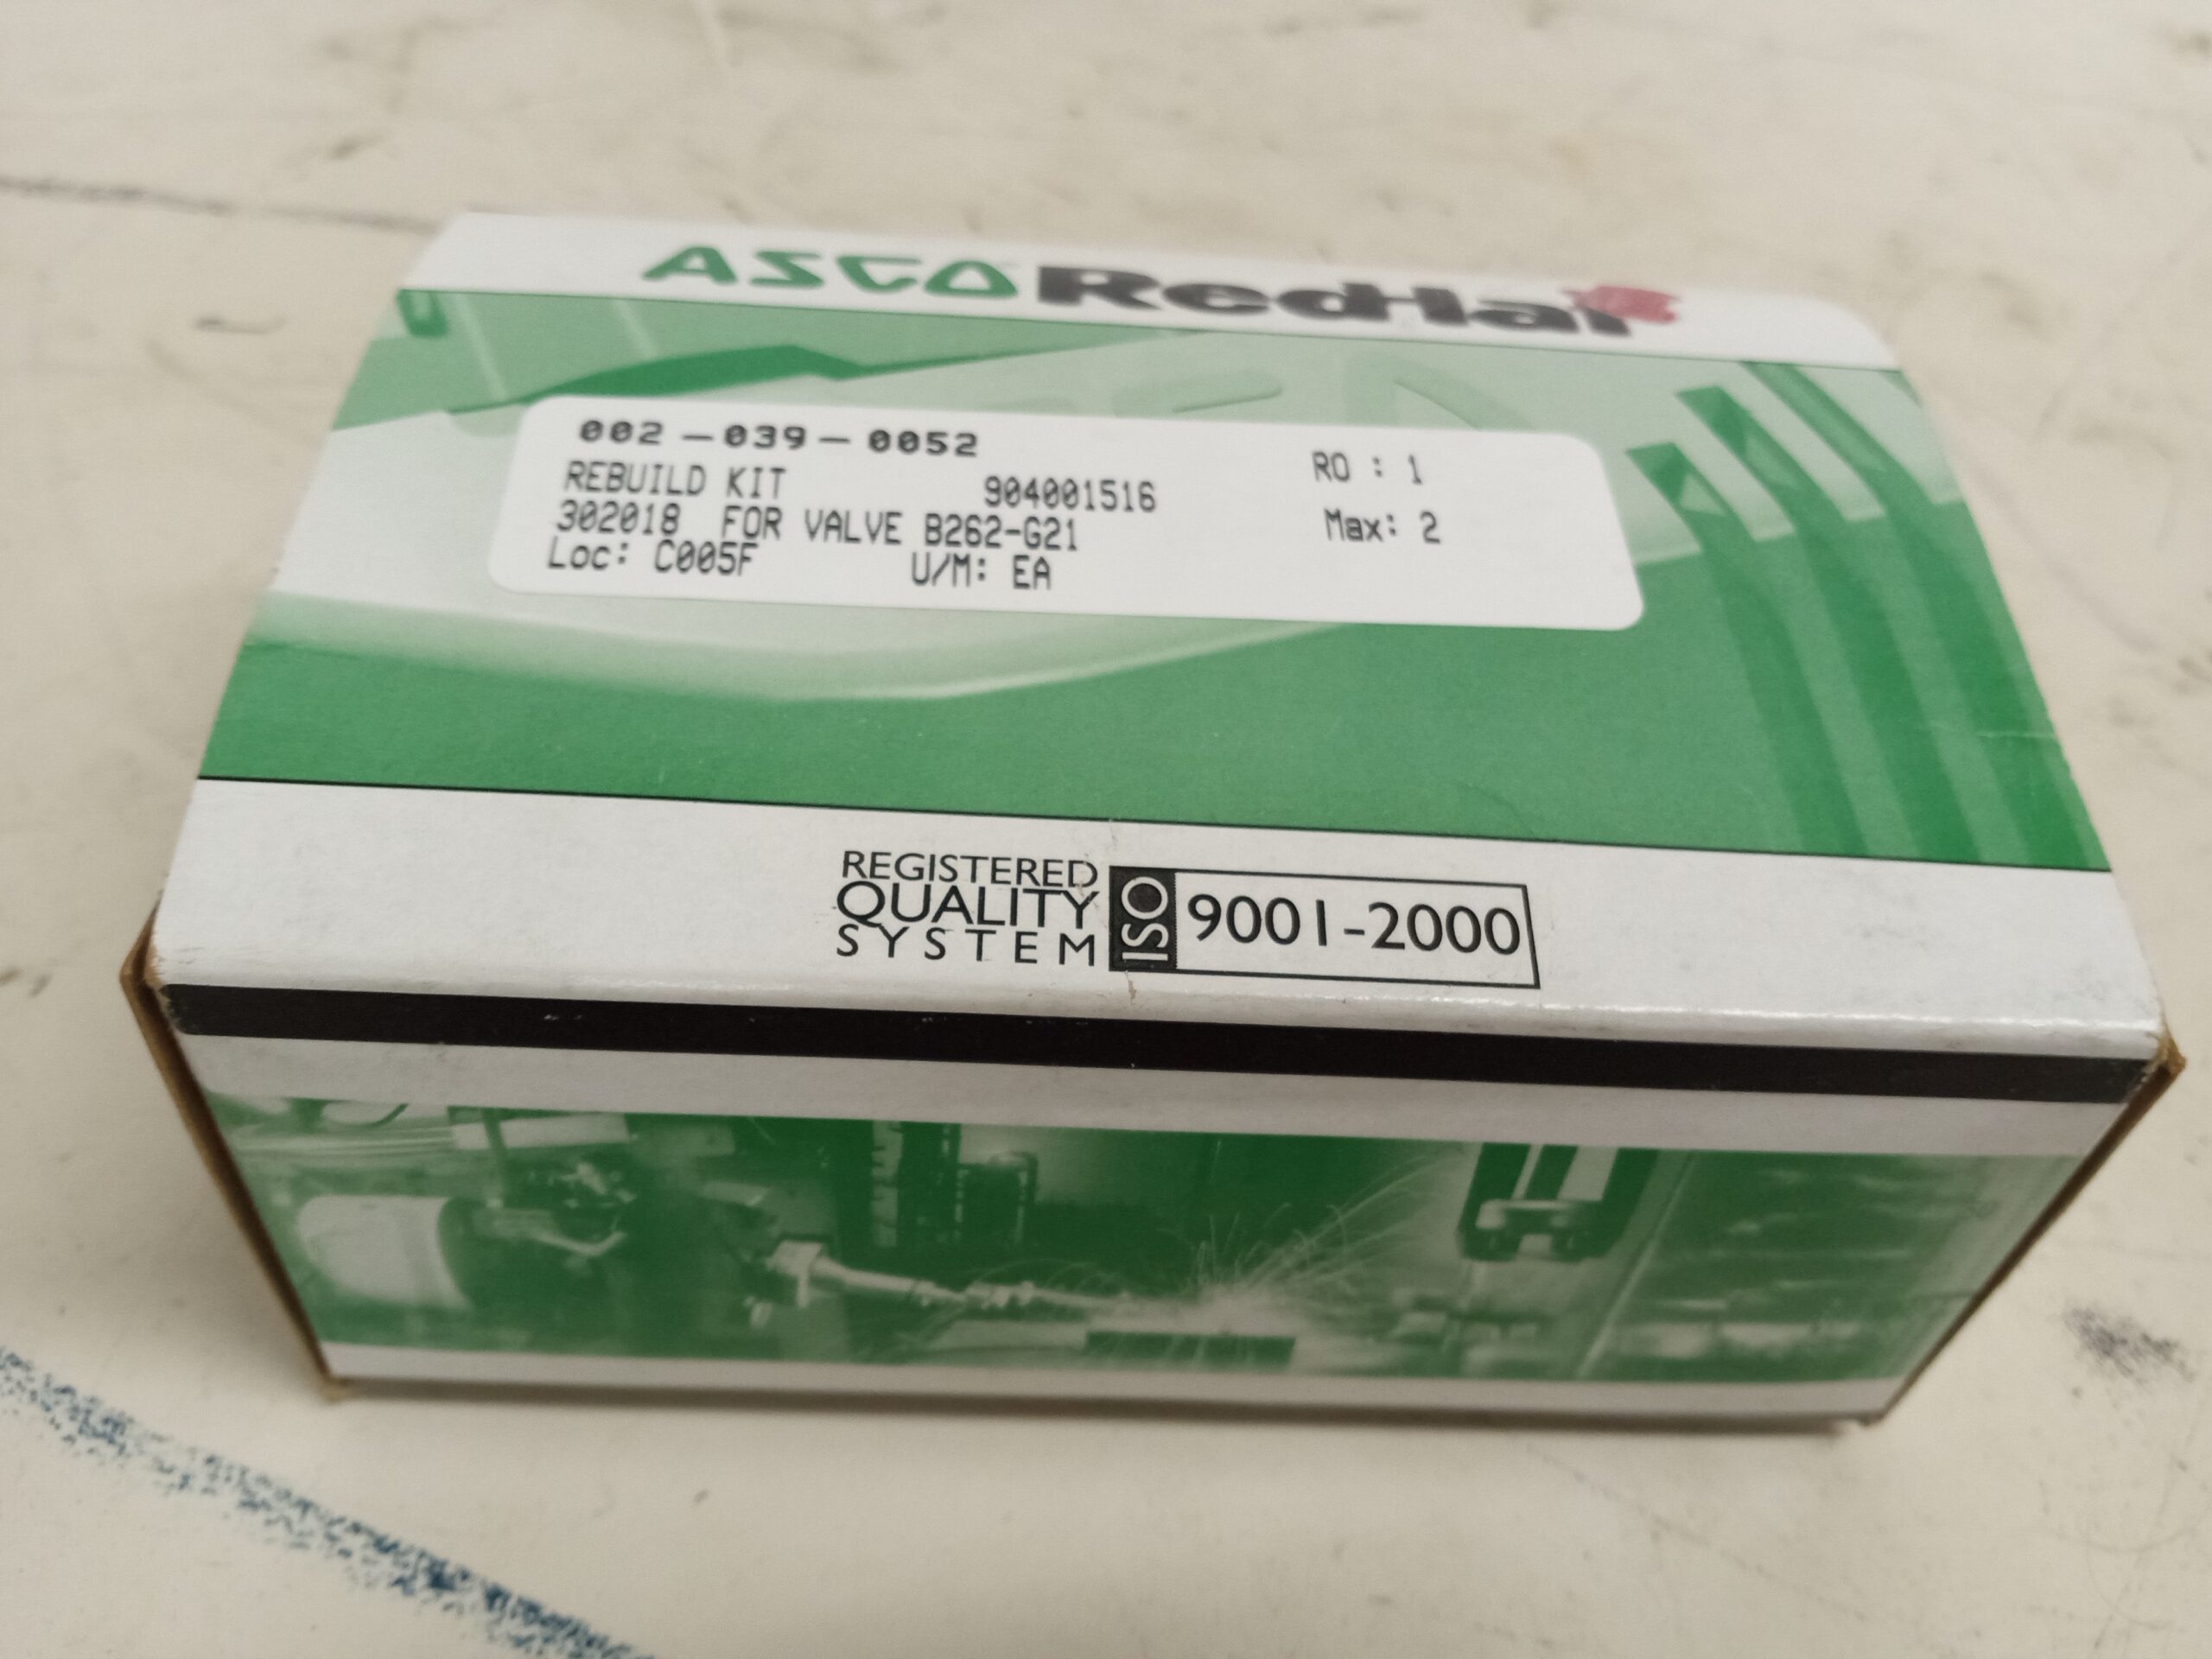 ASCO RedHat
002-039-0052
REBUILD KIT 904001516 RO : 1
302018 FOR VALVE B262-G21 Max: 2
Loc: C005F U/M: EA
REGISTERED
QUALITY
SYSTEM
ISO 9001-2000